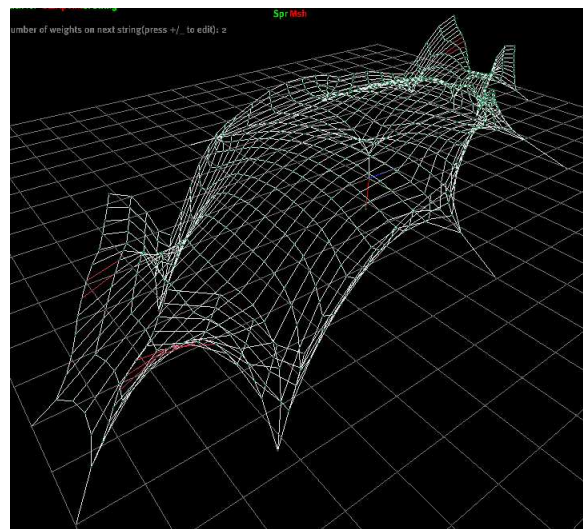 Spr Msh
umber of weights on next string(press +/_ to edit): 2